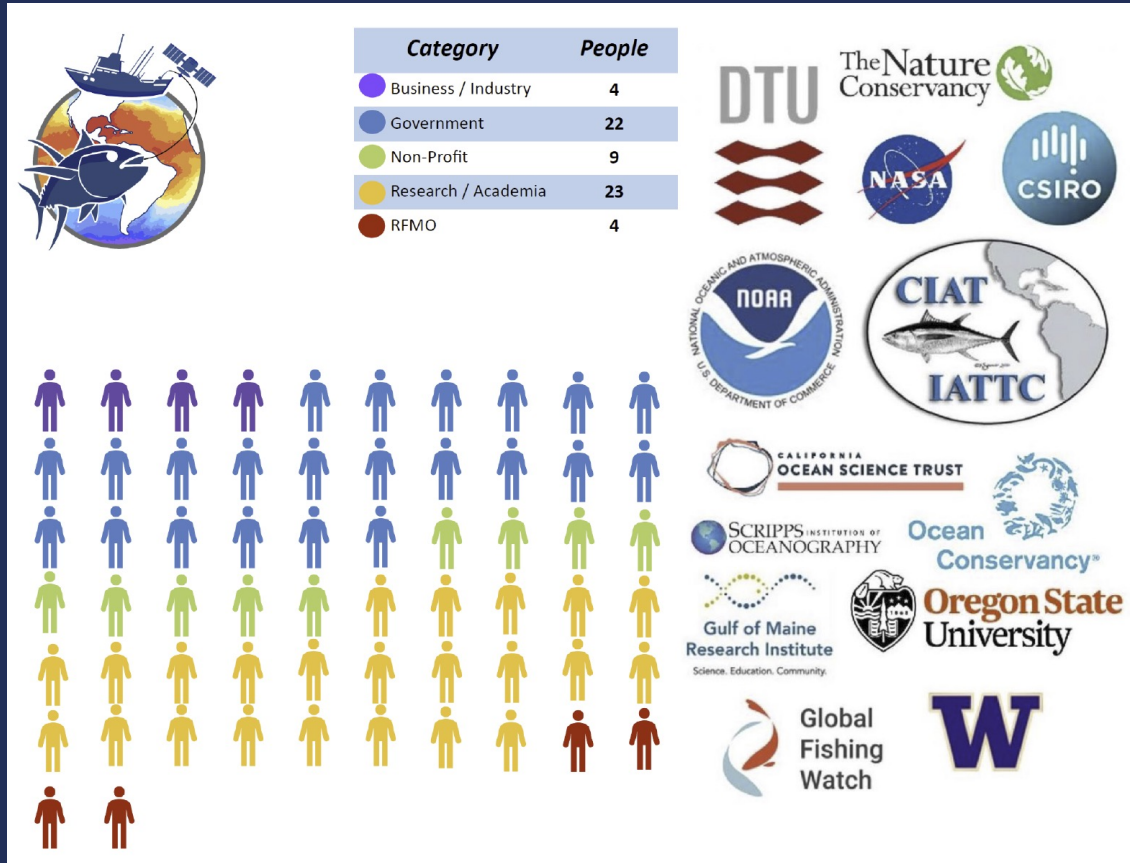 Category People
Business / Industry 4
Government 22
Non-Profit 9
Research / Academia 23
RFMO 4
DTU
The Nature
Conservancy
NASA
CSIRO
NATIONAL OCEANIC AND ATMOSPHERIC ADMINISTRATION
NOAA
U.S. DEPARTMENT OF COMMERCE
CIAT
IATTC
CALIFORNIA
OCEAN SCIENCE TRUST
SCRIPPS INSTITUTION OF
OCEANOGRAPHY
Ocean
Conservancy®
Gulf of Maine
Research Institute
Science. Education. Community.
Oregon State
University
Global
Fishing
Watch
W